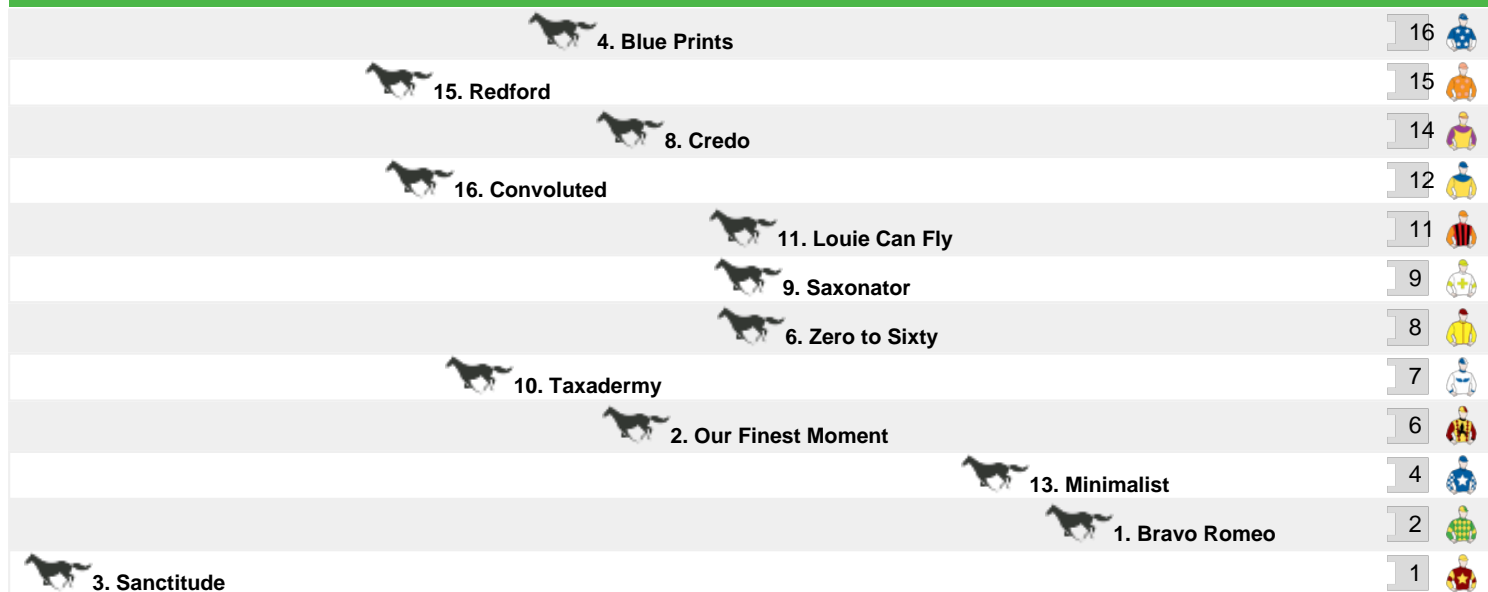 4. Blue Prints 16
15. Redford 15
8. Credo 14
16. Convoluted 12
11. Louie Can Fly 11
9. Saxonator 9
6. Zero to Sixty 8
10. Taxadermy 7
2. Our Finest Moment 6
13. Minimalist 4
1. Bravo Romeo 2
3. Sanctitude 1